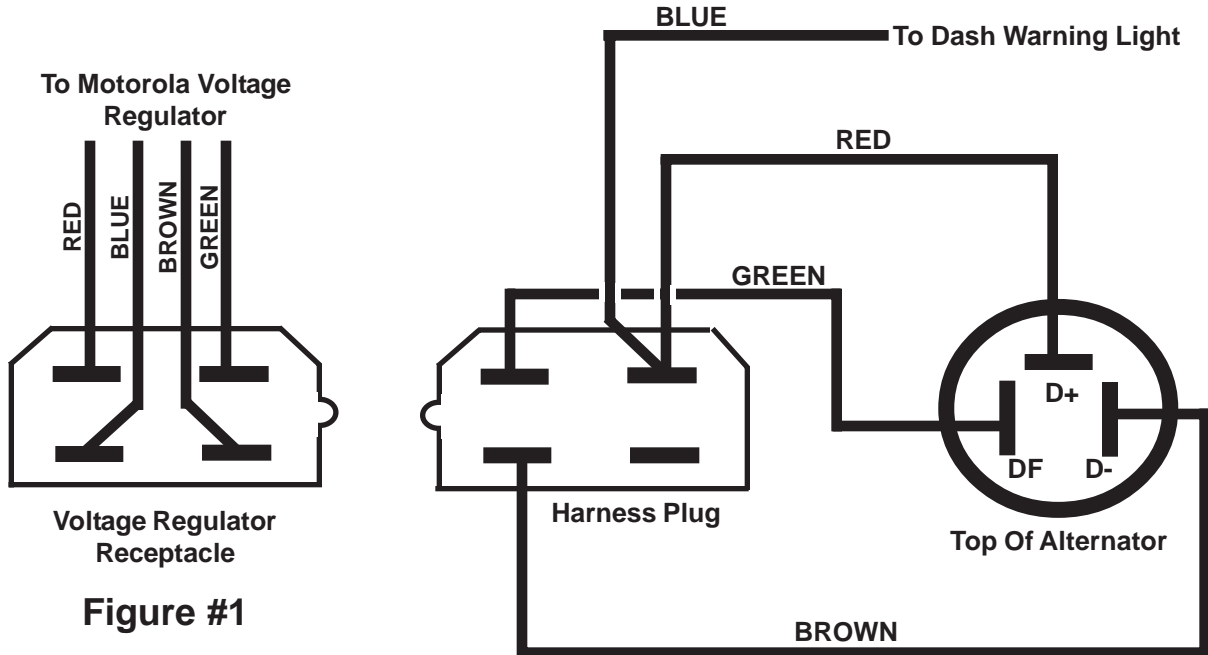 BLUE
To Dash Warning Light
To Motorola Voltage
Regulator
RED
BLUE
BROWN
GREEN
RED
GREEN
D+
DF
D-
Harness Plug
Voltage Regulator
Receptacle
Top Of Alternator
Figure #1
BROWN